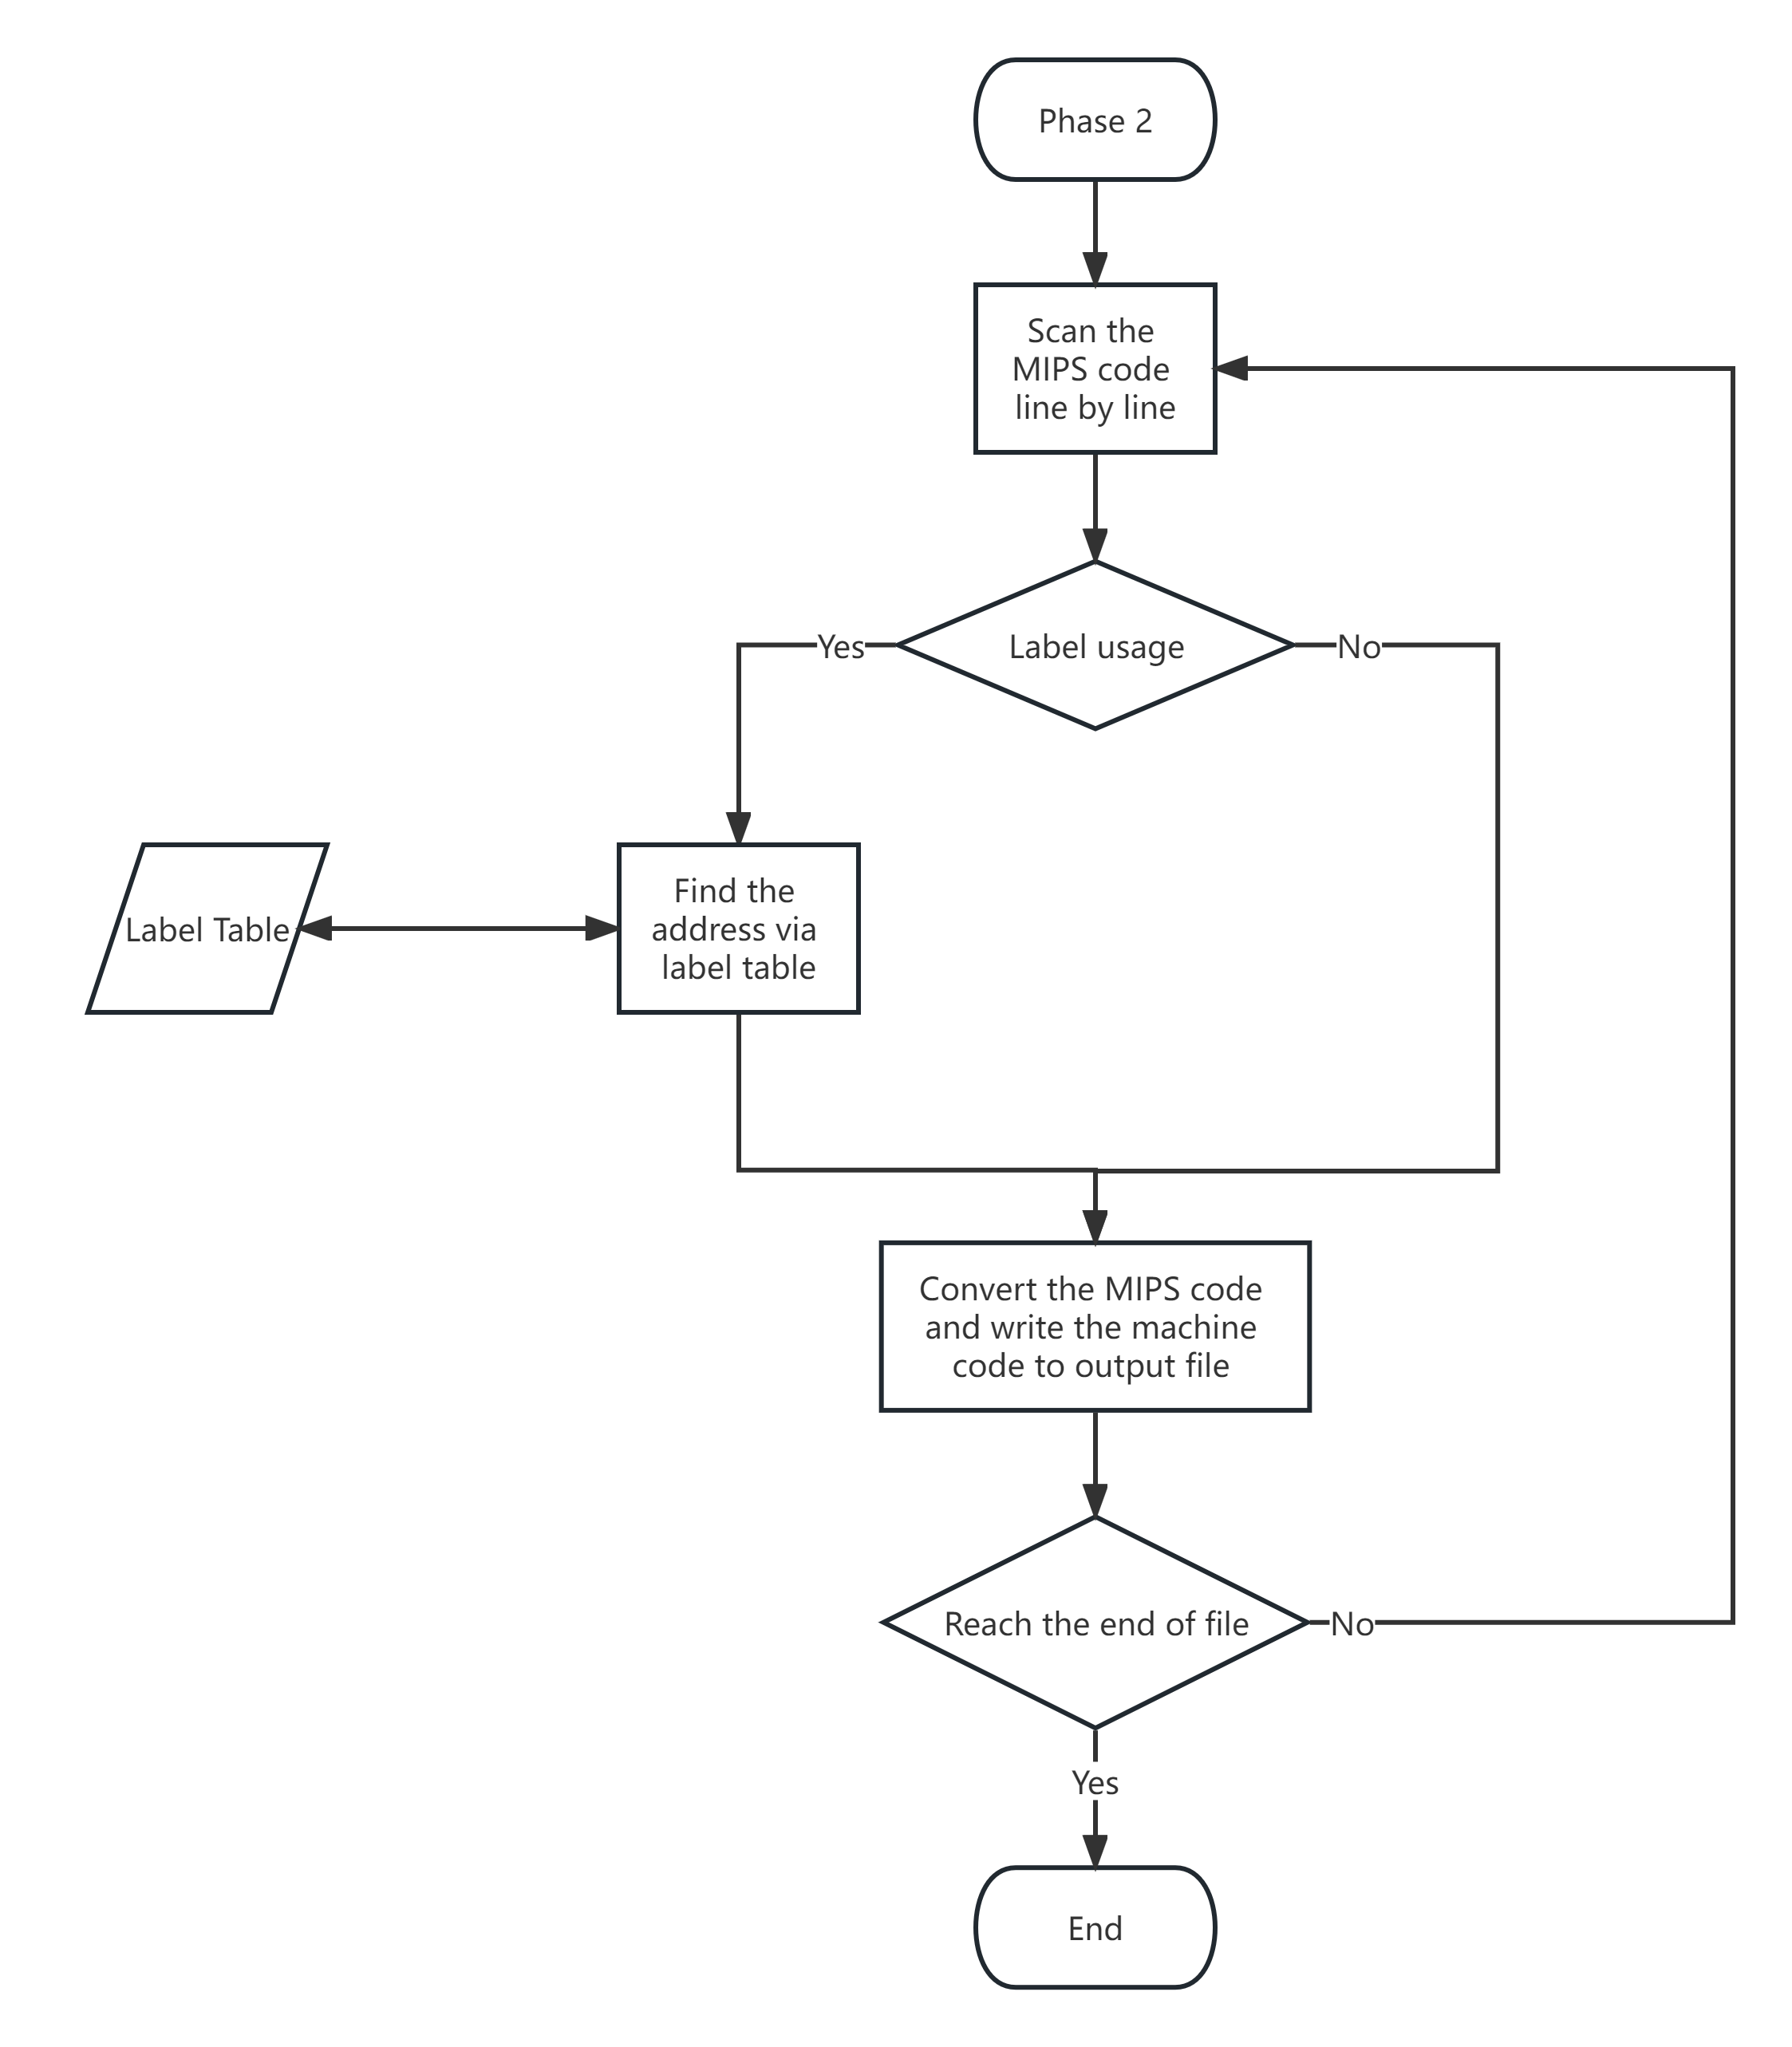 Phase 2
Scan the
MIPS code
line by line
Label usage
Yes
No
Label Table
Find the
address via
label table
Convert the MIPS code
and write the machine
code to output file
Reach the end of file
No
Yes
End